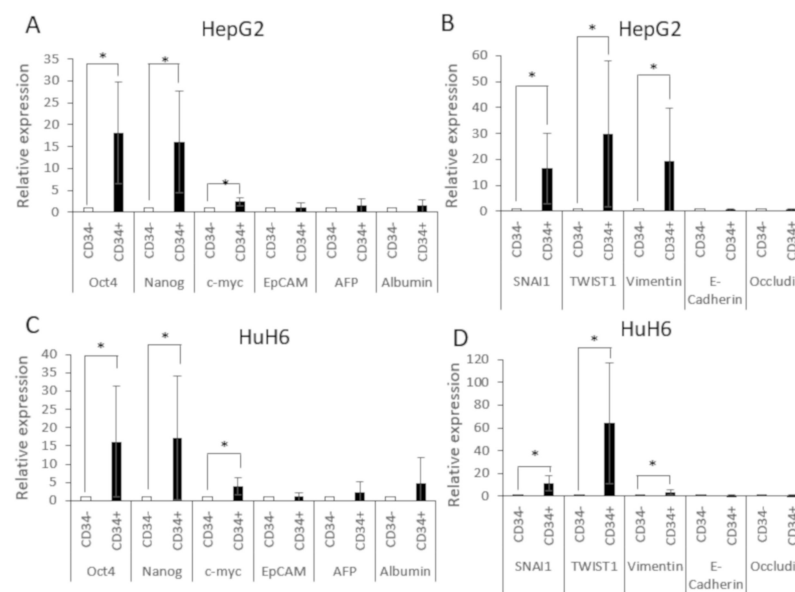 A
HepG2
Relative expression
35
30
25
20
15
10
5
0
* * *
CD34- CD34+ CD34- CD34+ CD34- CD34+ CD34- CD34+ CD34- CD34+ CD34- CD34+
Oct4 Nanog c-myc EpCAM AFP Albumin
B
HepG2
Relative expression
60
50
40
30
20
10
0
* * *
CD34- CD34+ CD34- CD34+ CD34- CD34+ CD34- CD34+ CD34- CD34+
SNAI1 TWIST1 Vimentin E-
Cadherin Occludi
C
HuH6
Relative expression
40
35
30
25
20
15
10
5
0
* * *
CD34- CD34+ CD34- CD34+ CD34- CD34+ CD34- CD34+ CD34- CD34+ CD34- CD34+
Oct4 Nanog c-myc EpCAM AFP Albumin
D
HuH6
Relative expression
120
100
80
60
40
20
0
* * *
CD34- CD34+ CD34- CD34+ CD34- CD34+ CD34- CD34+ CD34- CD34+
SNAI1 TWIST1 Vimentin E-
Cadherin Occludi